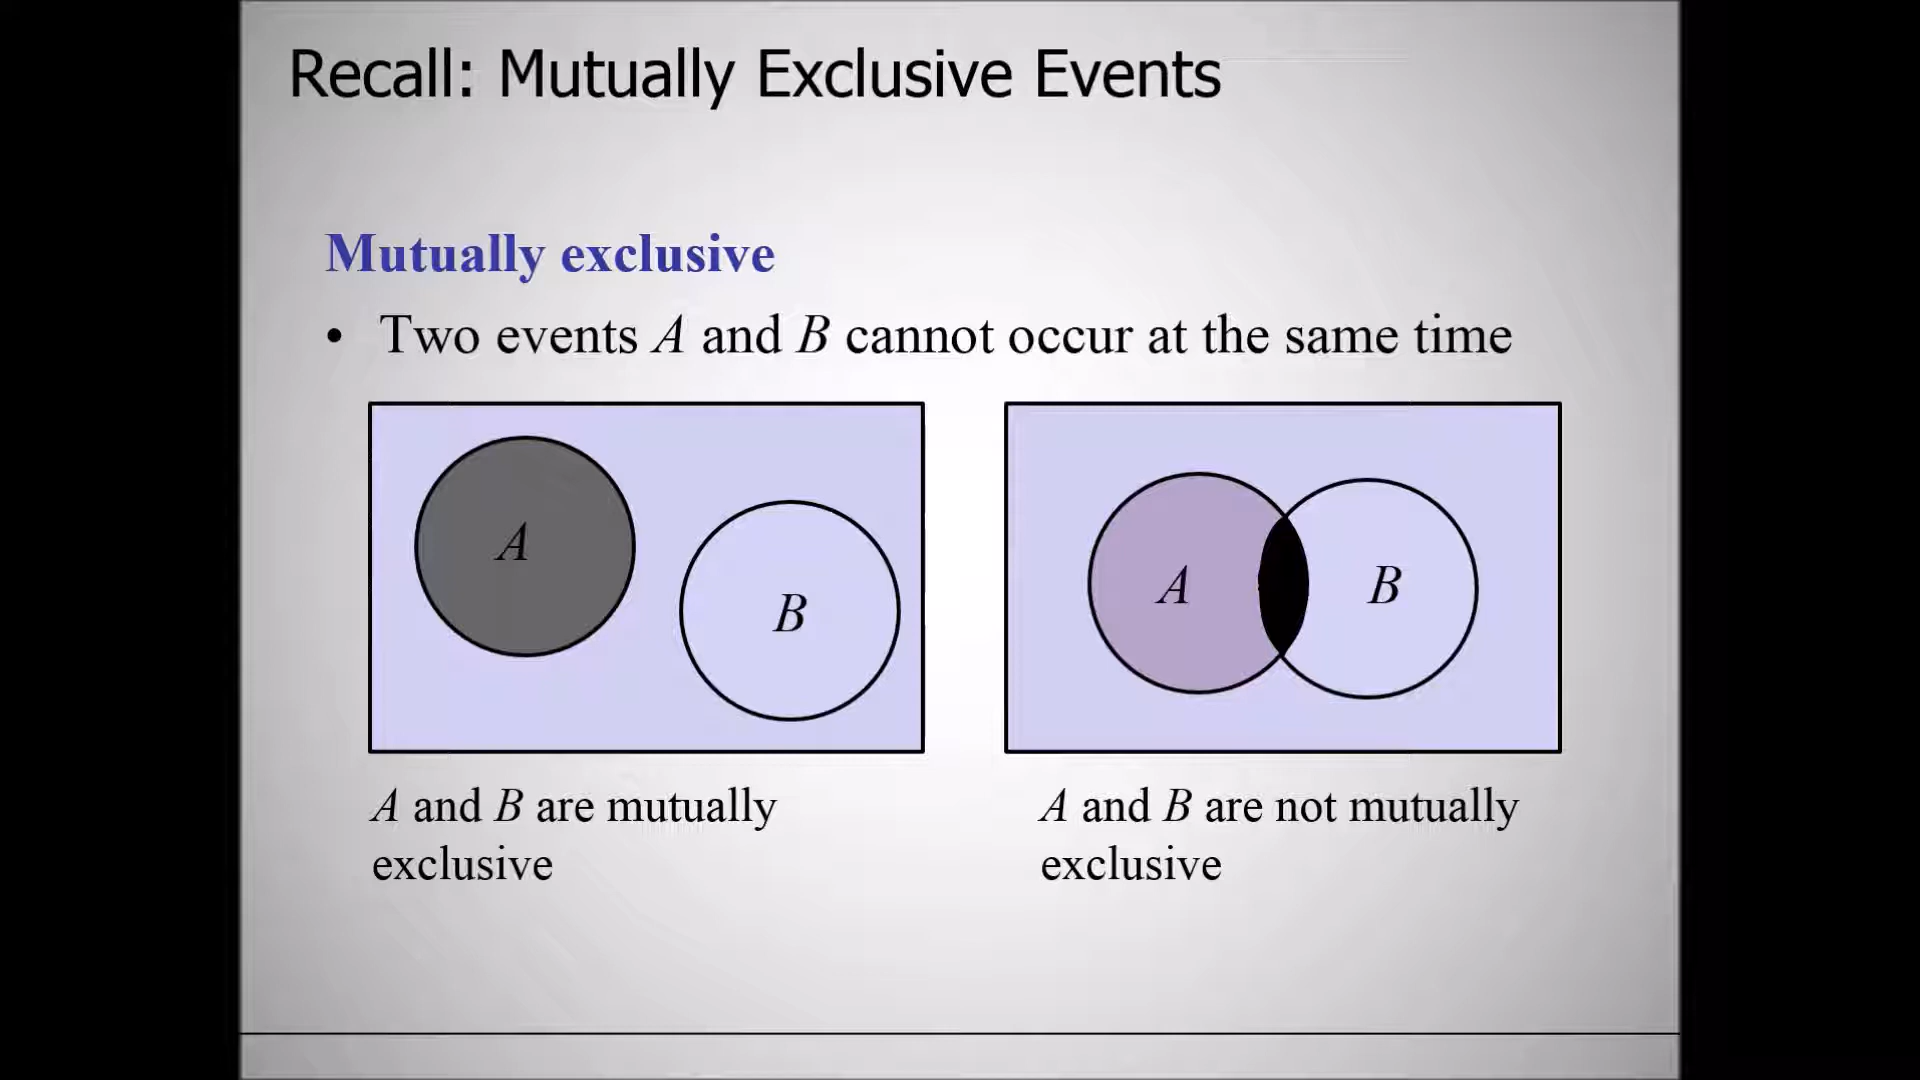 Recall: Mutually Exclusive Events
Mutually exclusive
• Two events A and B cannot occur at the same time
A
B
A
B
A and B are mutually
exclusive
A and B are not mutually
exclusive